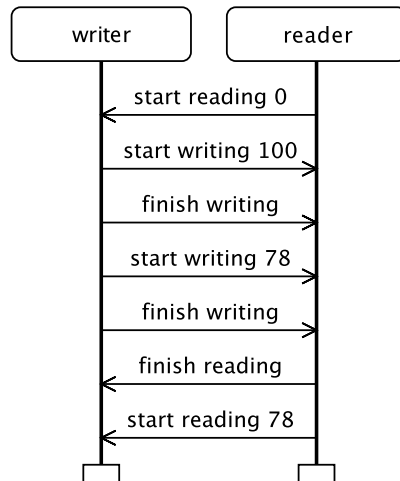 writer
reader
start reading 0
start writing 100
finish writing
start writing 78
finish writing
finish reading
start reading 78